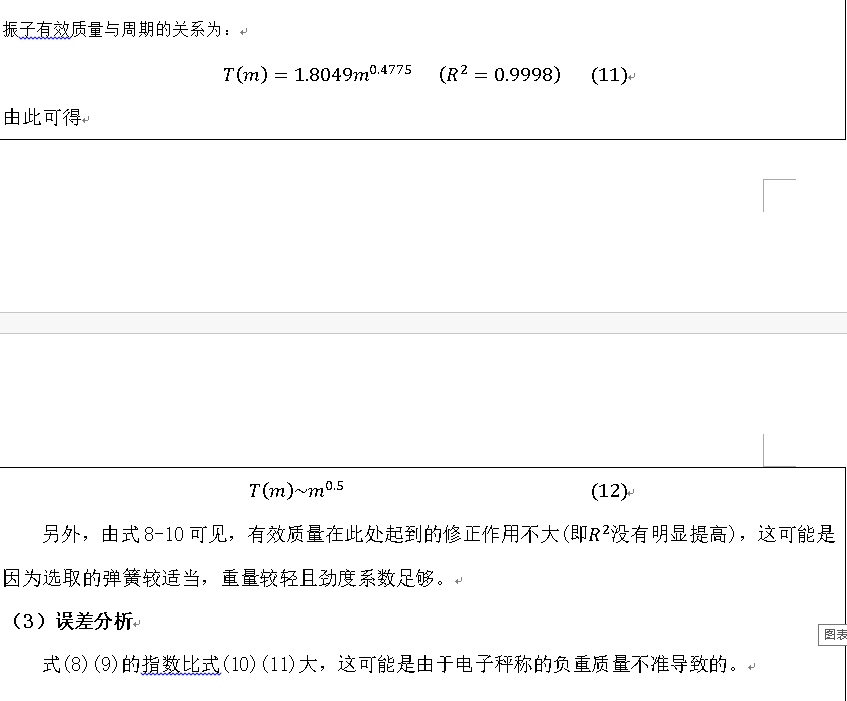 振子有效质量与周期的关系为：
T(m) = 1.8049m^0.4775 (R² = 0.9998) (11)
由此可得
T(m)~m^0.5 (12)
另外，由式 8-10 可见，有效质量在此处起到的修正作用不大(即R²没有明显提高)，这可能是
因为选取的弹簧较适当，重量较轻且劲度系数足够。
（3）误差分析
图表
式(8)(9)的指数比式(10)(11)大，这可能是由于电子秤称的负重质量不准导致的。